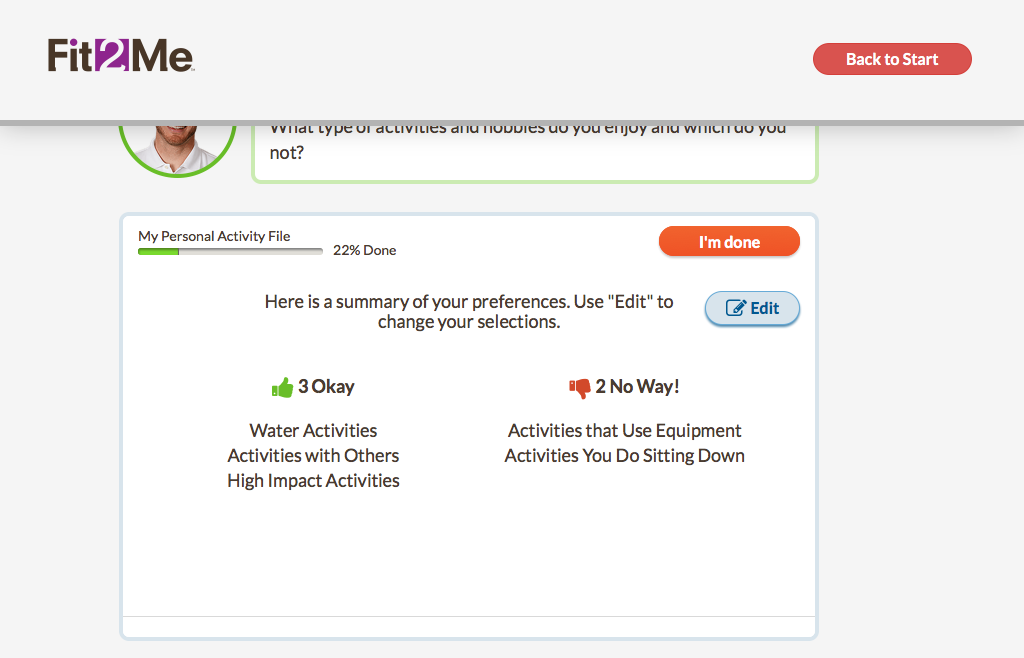 Fit2Me
Back to Start
What type of activities and hobbies do you enjoy and which do you
not?
My Personal Activity File
22% Done
I'm done
Here is a summary of your preferences. Use "Edit" to
change your selections.
Edit
3 Okay
Water Activities
Activities with Others
High Impact Activities
2 No Way!
Activities that Use Equipment
Activities You Do Sitting Down